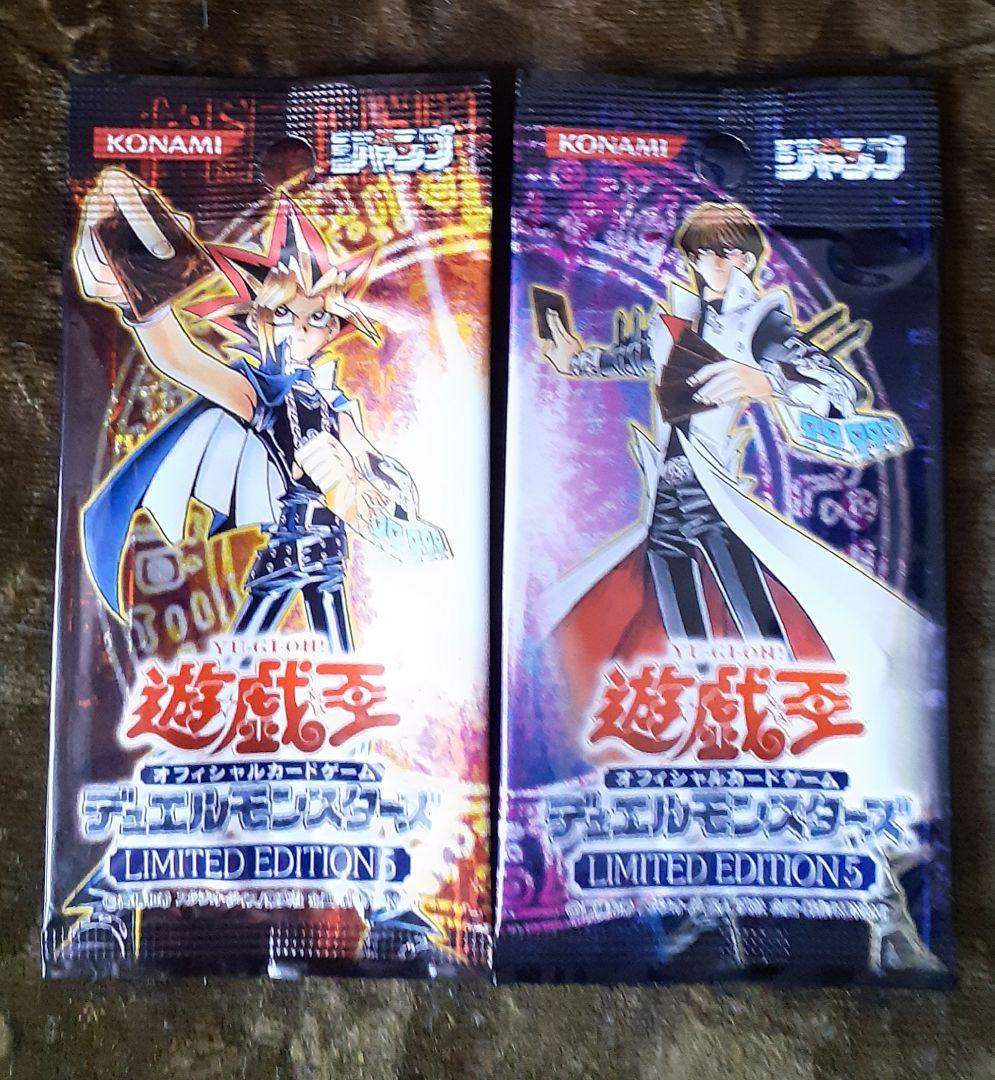 KONAMI
ジャンプ
YU-GI-OH!
遊戯王
オフィシャルカードゲーム
デュエルモンスターズ
LIMITED EDITION 5
KONAMI
ジャンプ
YU-GI-OH!
遊戯王
オフィシャルカードゲーム
デュエルモンスターズ
LIMITED EDITION 5